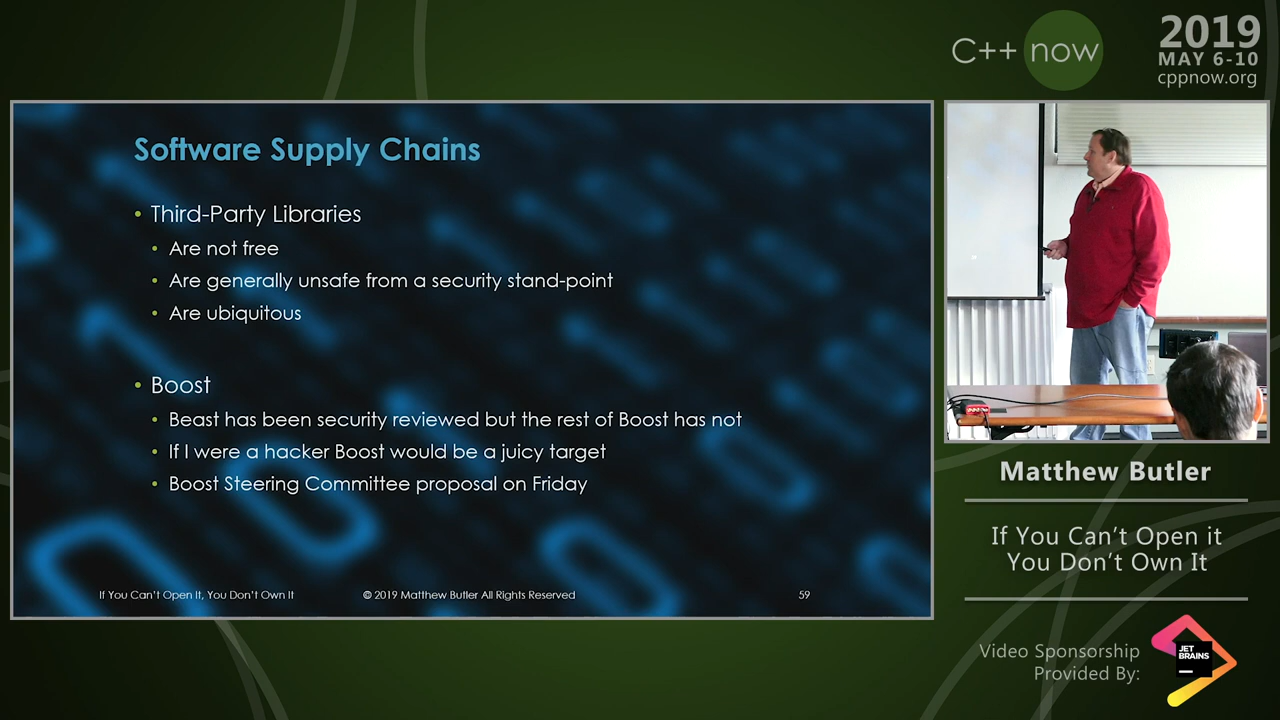 C++ now
2019
MAY 6-10
cppnow.org
Software Supply Chains
• Third-Party Libraries
• Are not free
• Are generally unsafe from a security stand-point
• Are ubiquitous
• Boost
• Beast has been security reviewed but the rest of Boost has not
• If I were a hacker Boost would be a juicy target
• Boost Steering Committee proposal on Friday
If You Can't Open It, You Don't Own It
© 2019 Matthew Butler All Rights Reserved
59
Matthew Butler
If You Can't Open it
You Don't Own It
Video Sponsorship
Provided By:
JET
BRAINS